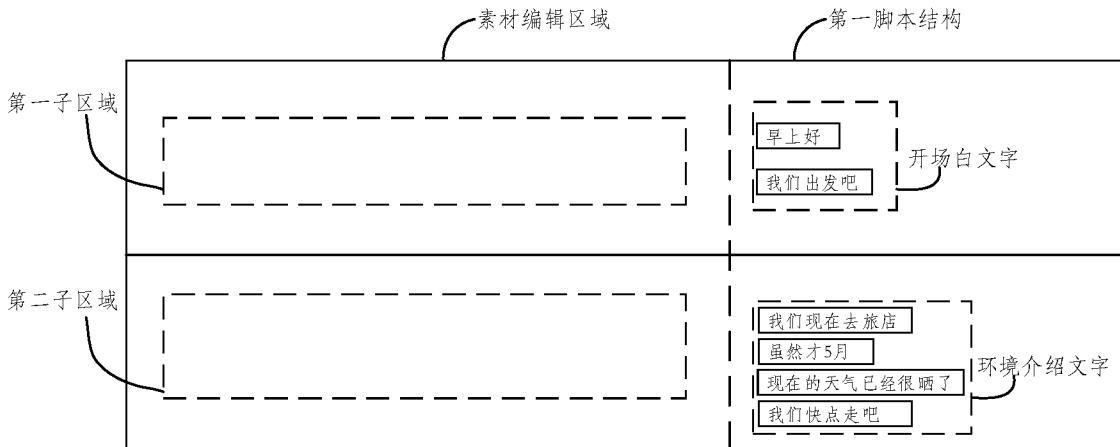 素材编辑区域
第一脚本结构
第一子区域
早上好
我们出发吧
开场白文字
第二子区域
我们现在去旅店
虽然才5月
现在的天气已经很晒了
我们快点走吧
环境介绍文字